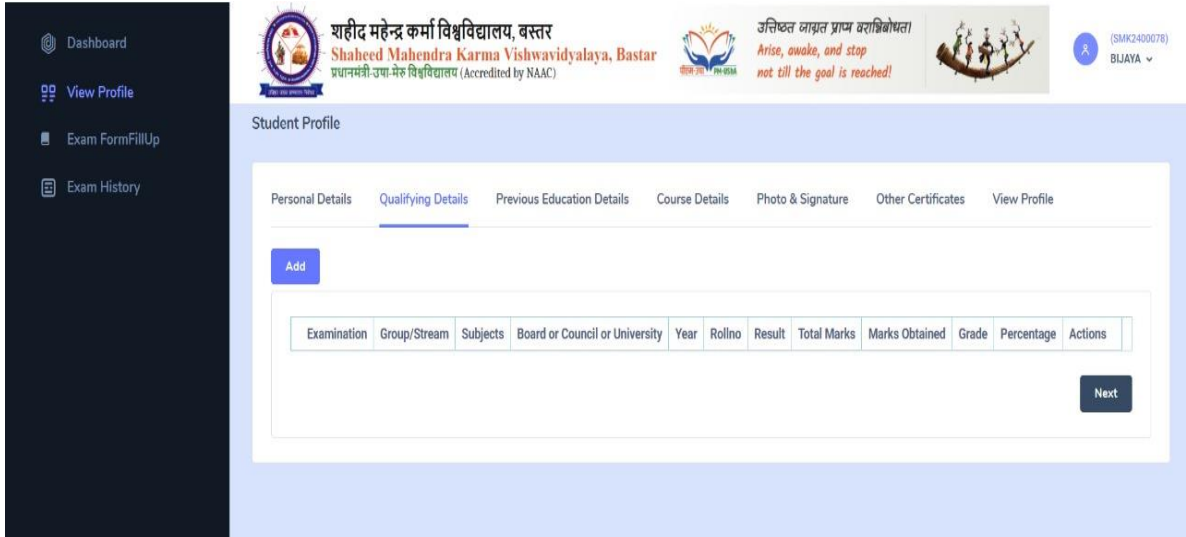 Dashboard
View Profile
Exam FormFillUp
Exam History
शहीद महेन्द्र कर्मा विश्वविद्यालय, बस्तर
Shaheed Mahendra Karma Vishwavidyalaya, Bastar
प्रधानमंत्री-उषा-मेरु विश्वविद्यालय (Accredited by NAAC)
पीएम-उषा PM-USHA
उत्तिष्ठत जाग्रत प्राप्य वरान्निबोधत।
Arise, awake, and stop
not till the goal is reached!
(SMK2400078)
BIJAYA
Student Profile
Personal Details Qualifying Details Previous Education Details Course Details Photo & Signature Other Certificates View Profile
Add
Examination Group/Stream Subjects Board or Council or University Year Rollno Result Total Marks Marks Obtained Grade Percentage Actions
Next